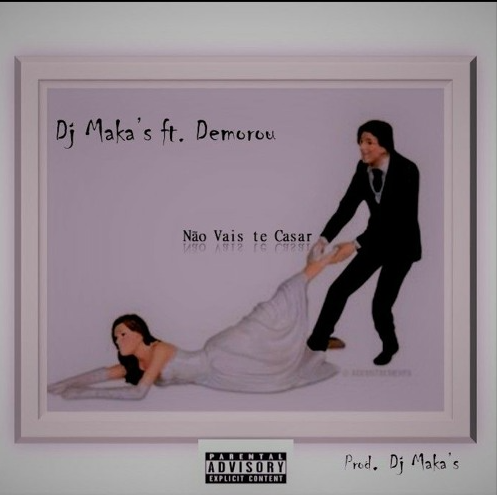 Dj Maka's ft. Demorou
Não Vais te Casar
PARENTAL
ADVISORY
EXPLICIT CONTENT
Prod. Dj Maka's